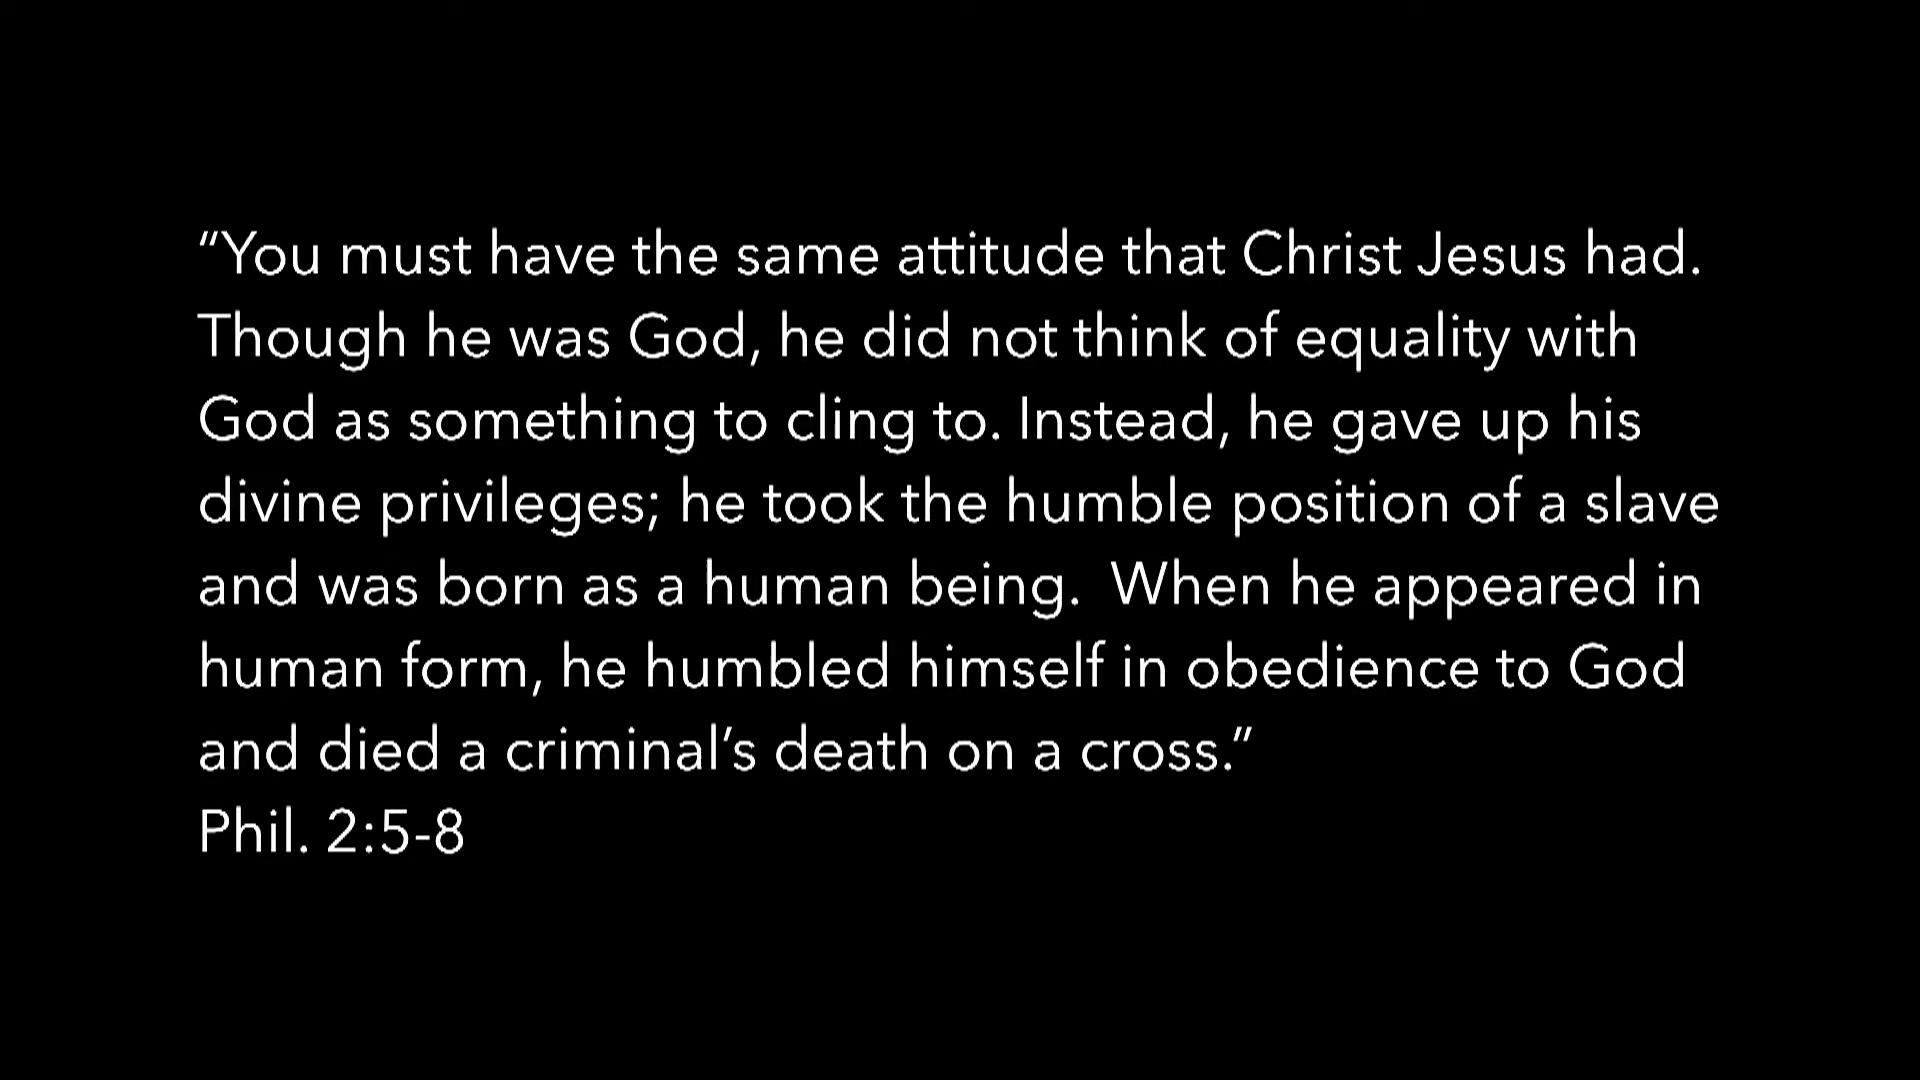 “You must have the same attitude that Christ Jesus had.
Though he was God, he did not think of equality with
God as something to cling to. Instead, he gave up his
divine privileges; he took the humble position of a slave
and was born as a human being.  When he appeared in
human form, he humbled himself in obedience to God
and died a criminal’s death on a cross.”
Phil. 2:5-8